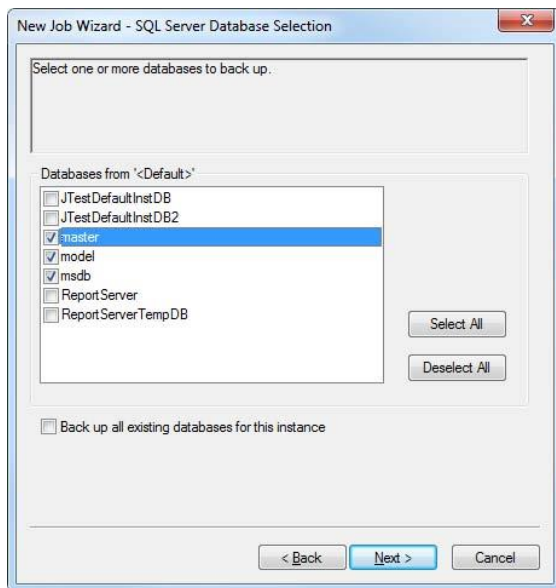 New Job Wizard - SQL Server Database Selection
Select one or more databases to back up.
Databases from '<Default>'
JTestDefaultInstDB
JTestDefaultInstDB2
master
model
msdb
ReportServer
ReportServerTempDB
Select All
Deselect All
Back up all existing databases for this instance
< Back
Next >
Cancel